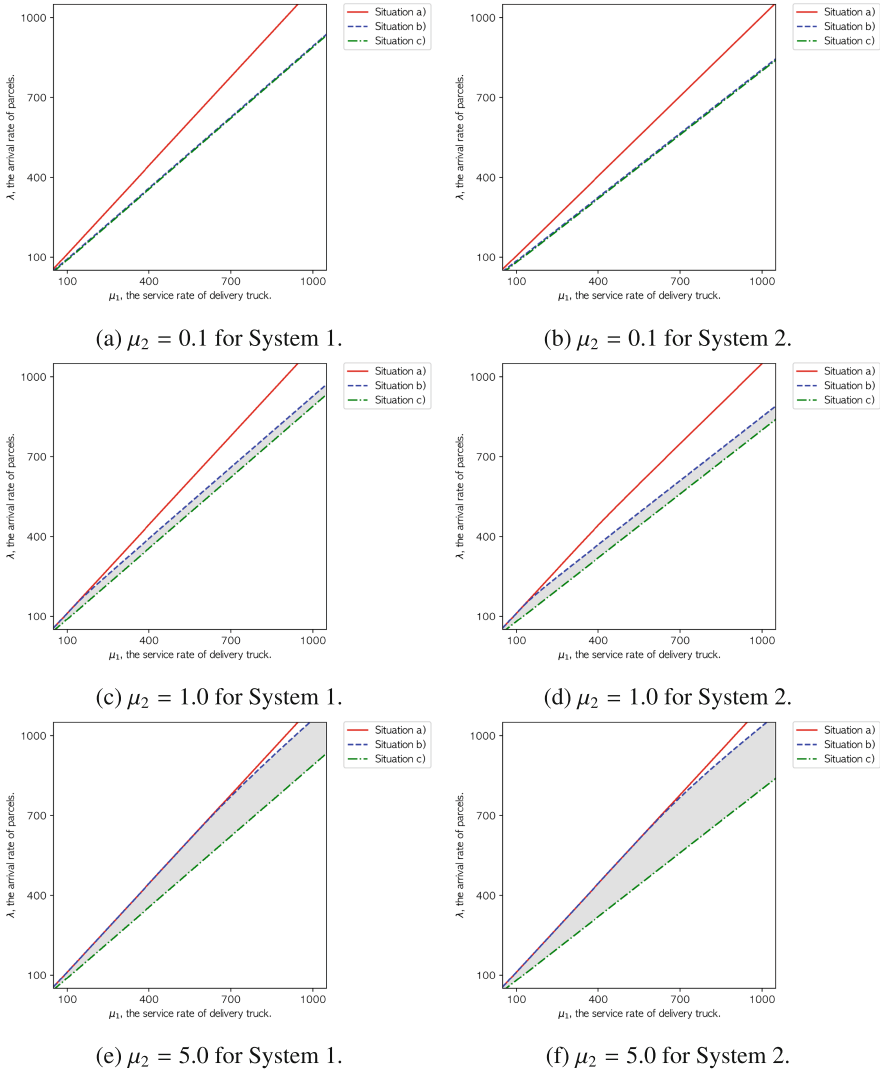 1000
700
400
100
λ, the arrival rate of parcels.
100 400 700 1000
μ₁, the service rate of delivery truck.
Situation a)
Situation b)
Situation c)
1000
700
400
100
λ, the arrival rate of parcels.
100 400 700 1000
μ₁, the service rate of delivery truck.
Situation a)
Situation b)
Situation c)
(a) μ₂ = 0.1 for System 1.
(b) μ₂ = 0.1 for System 2.
1000
700
400
100
λ, the arrival rate of parcels.
100 400 700 1000
μ₁, the service rate of delivery truck.
Situation a)
Situation b)
Situation c)
1000
700
400
100
λ, the arrival rate of parcels.
100 400 700 1000
μ₁, the service rate of delivery truck.
Situation a)
Situation b)
Situation c)
(c) μ₂ = 1.0 for System 1.
(d) μ₂ = 1.0 for System 2.
1000
700
400
100
λ, the arrival rate of parcels.
100 400 700 1000
μ₁, the service rate of delivery truck.
Situation a)
Situation b)
Situation c)
1000
700
400
100
λ, the arrival rate of parcels.
100 400 700 1000
μ₁, the service rate of delivery truck.
Situation a)
Situation b)
Situation c)
(e) μ₂ = 5.0 for System 1.
(f) μ₂ = 5.0 for System 2.